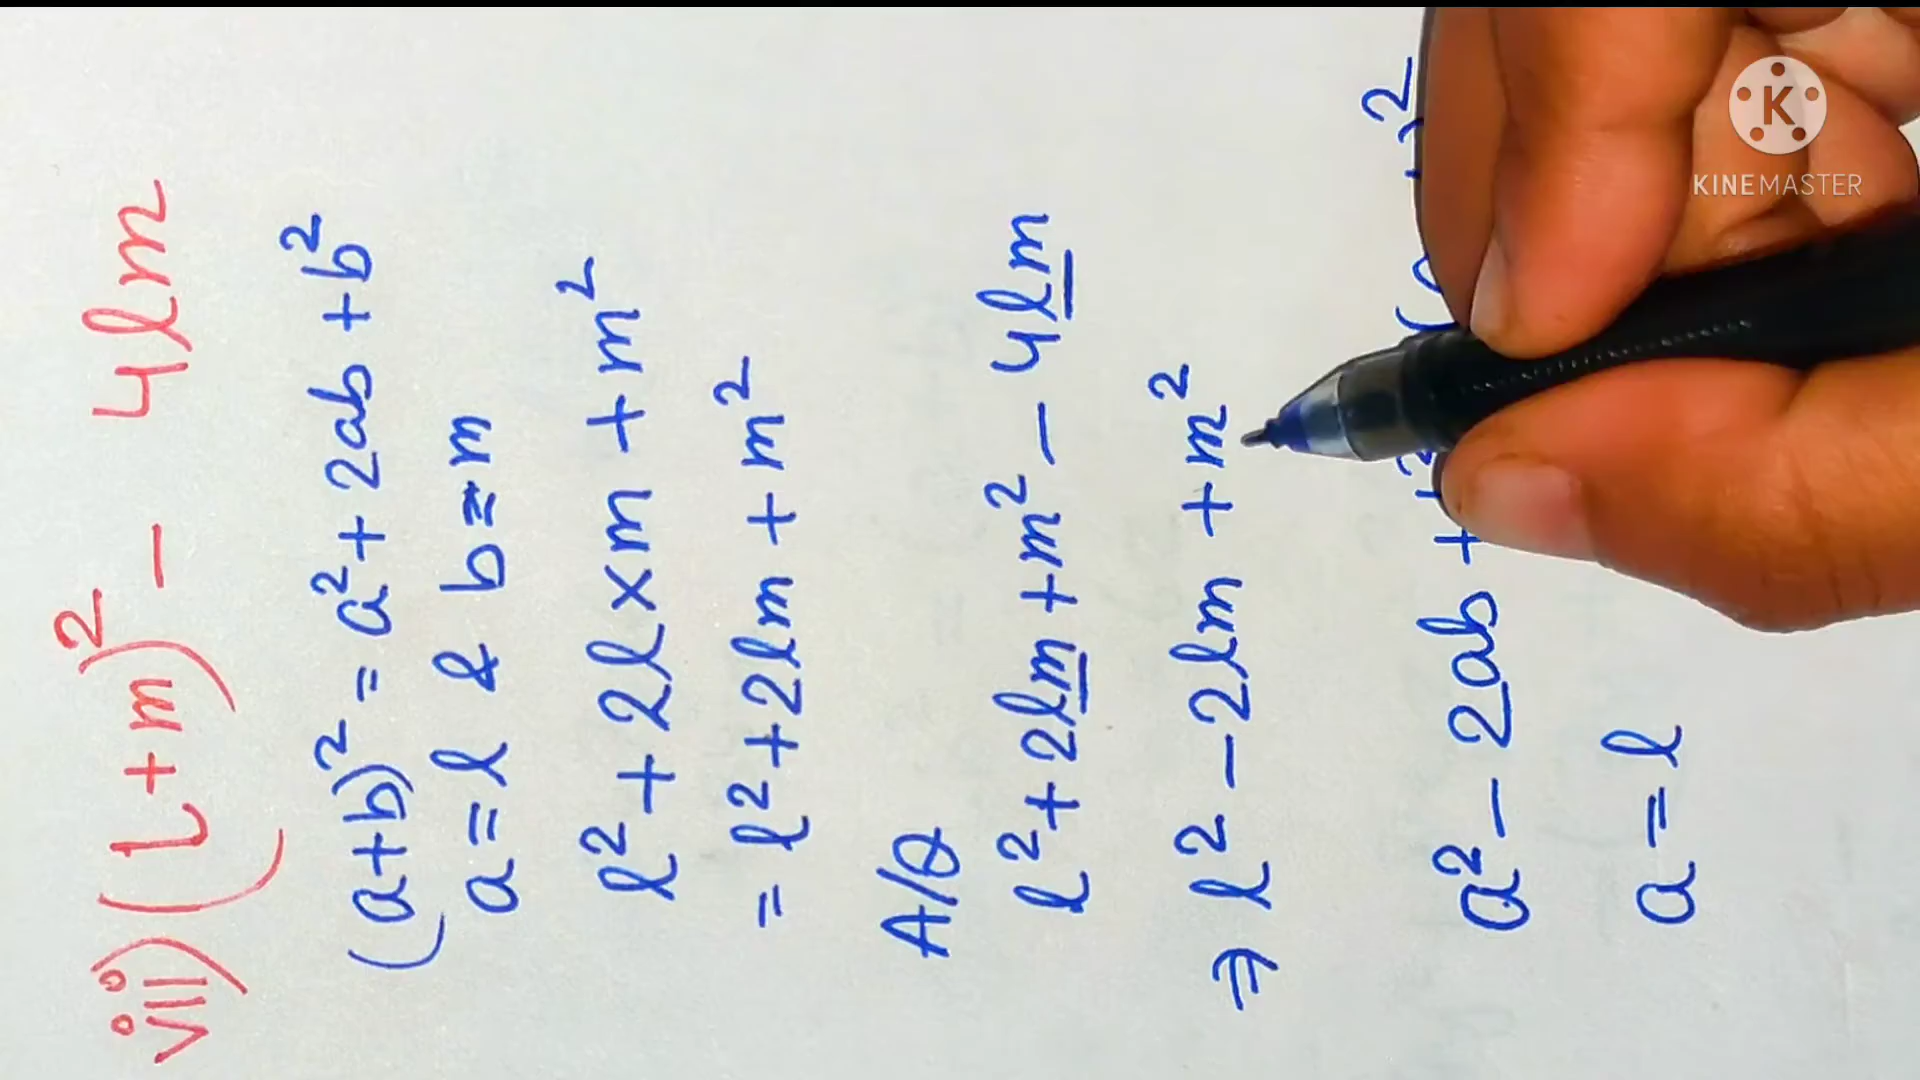 vii) (l+m)² - 4lm
(a+b)² = a² + 2ab + b²
a = l & b = m
l² + 2l×m + m²
= l² + 2lm + m²
A/Q
l² + 2lm + m² - 4lm
⇒ l² - 2lm + m²
a² - 2ab +
a = l
KINEMASTER